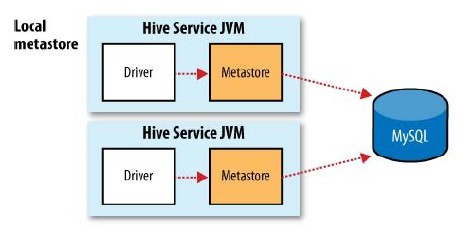 Local
metastore
Hive Service JVM
Driver
Metastore
Hive Service JVM
Driver
Metastore
MySQL